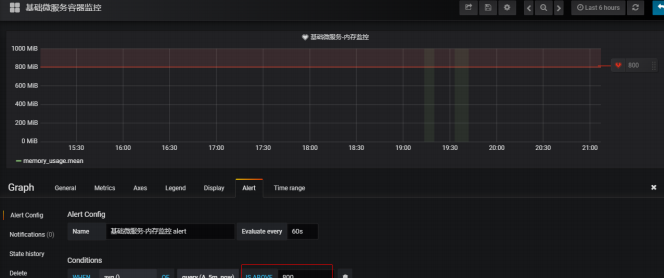 基础微服务容器监控
Last 6 hours
基础微服务-内存监控
1000 MiB
800 MiB
600 MiB
400 MiB
200 MiB
0 MiB
800
15:30 16:00 16:30 17:00 17:30 18:00 18:30 19:00 19:30 20:00 20:30 21:00
memory_usage.mean
Graph General Metrics Axes Legend Display Alert Time range
Alert Config
Notifications (0)
State history
Delete
Alert Config
Name 基础微服务-内存监控 alert Evaluate every 60s
Conditions
WHEN avg () OF query (A, 5m, now) IS ABOVE 800